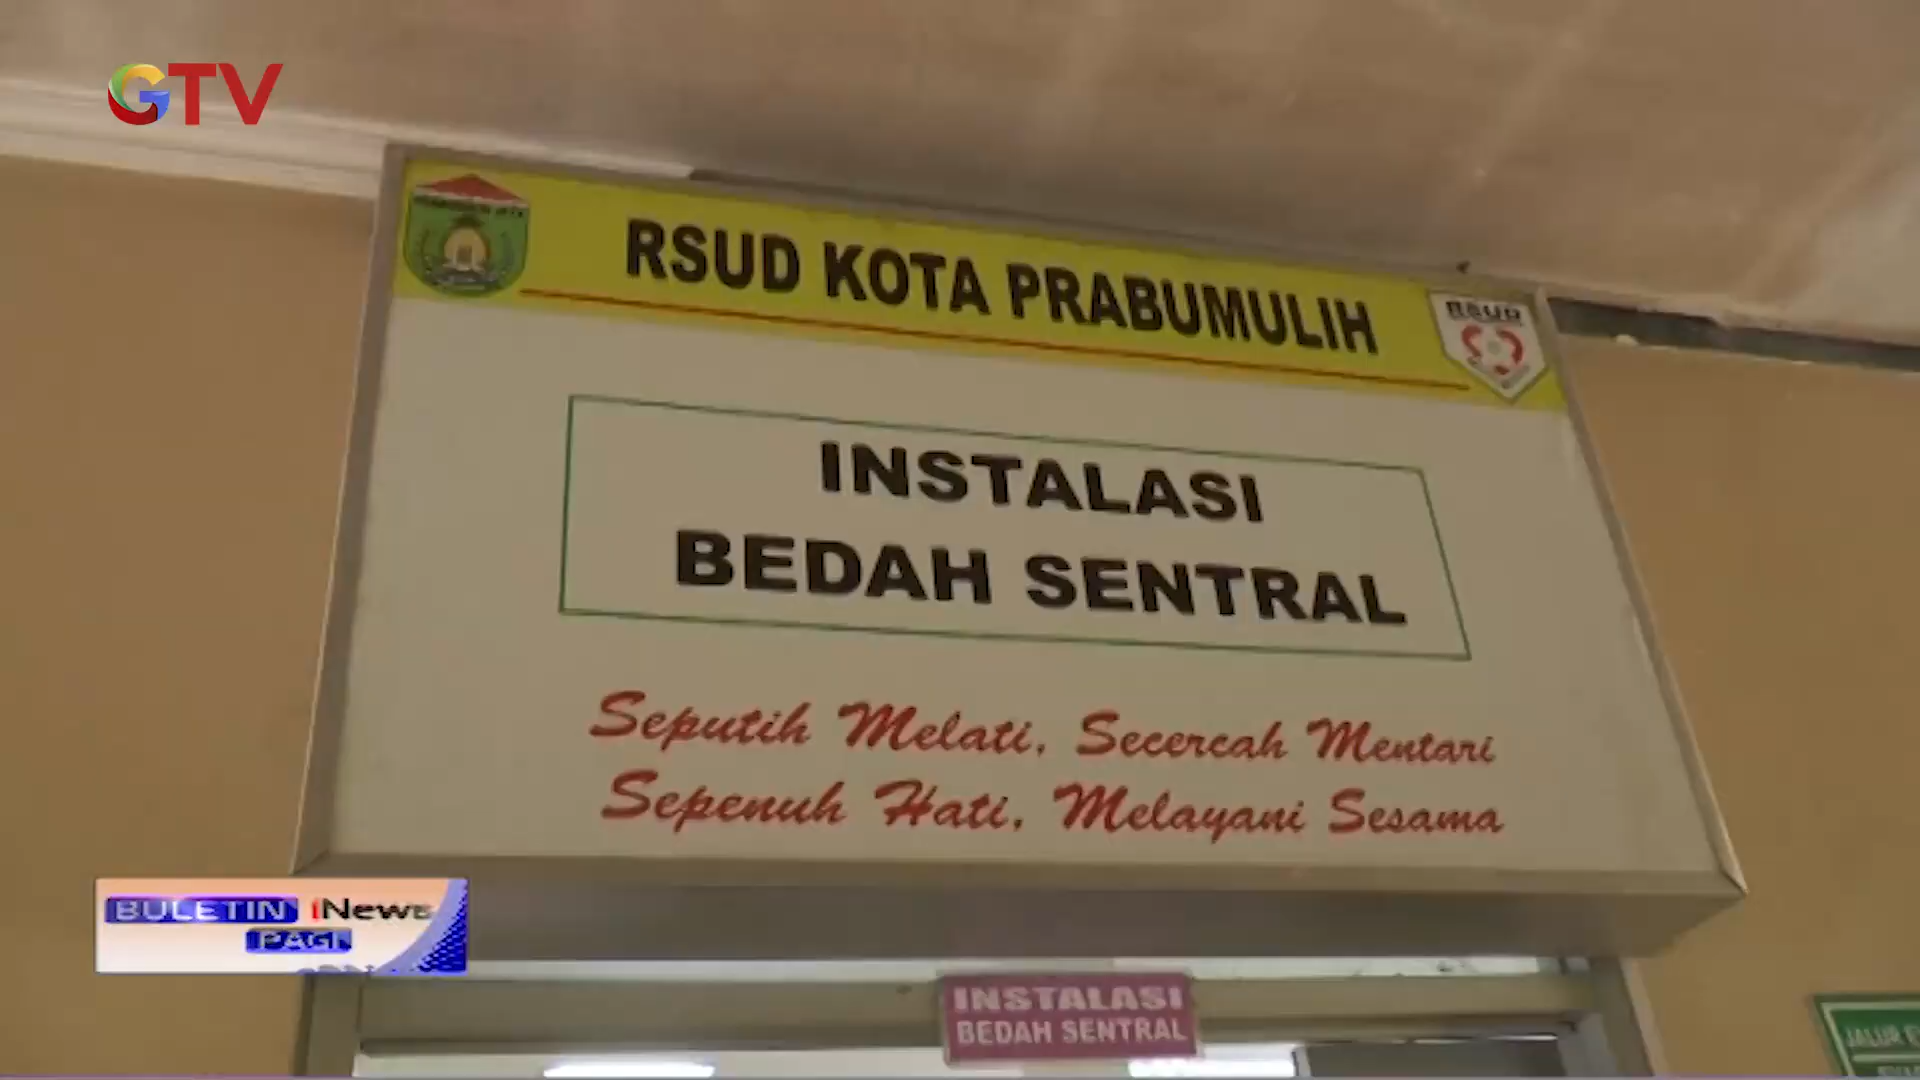 GTV
RSUD KOTA PRABUMULIH
RSUD
INSTALASI
BEDAH SENTRAL
Seputih Melati, Secercah Mentari
Sepenuh Hati, Melayani Sesama
BULETIN iNews
PAGI
INSTALASI
BEDAH SENTRAL
JALUR